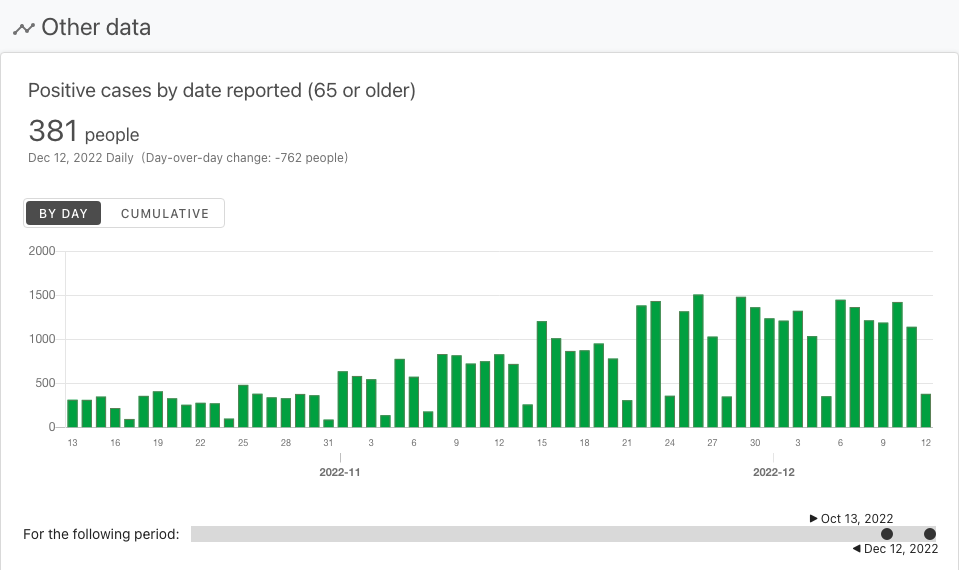 Other data
Positive cases by date reported (65 or older)
381 people
Dec 12, 2022 Daily (Day-over-day change: -762 people)
BY DAY CUMULATIVE
2000
1500
1000
500
0
13 16 19 22 25 28 31 3 6 9 12 15 18 21 24 27 30 3 6 9 12
2022-11 2022-12
▶ Oct 13, 2022
For the following period:
◀ Dec 12, 2022